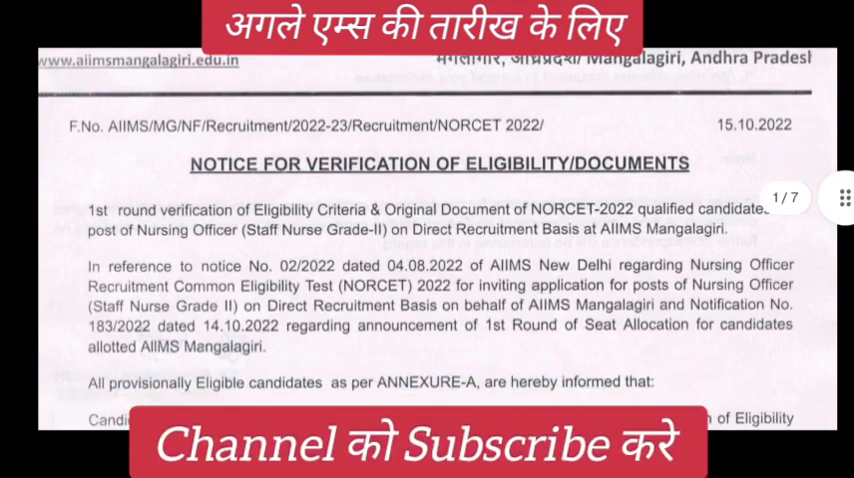 अगले एम्स की तारीख के लिए
www.aiimsmangalagiri.edu.in Mangalagiri, Andhra Pradesh
F.No. AIIMS/MG/NF/Recruitment/2022-23/Recruitment/NORCET 2022/ 15.10.2022
NOTICE FOR VERIFICATION OF ELIGIBILITY/DOCUMENTS
1/7
1st round verification of Eligibility Criteria & Original Document of NORCET-2022 qualified
post of Nursing Officer (Staff Nurse Grade-II) on Direct Recruitment Basis at AIIMS Mangalagiri.
In reference to notice No. 02/2022 dated 04.08.2022 of AIIMS New Delhi regarding Nursing Officer
Recruitment Common Eligibility Test (NORCET) 2022 for inviting application for posts of Nursing Officer
(Staff Nurse Grade II) on Direct Recruitment Basis on behalf of AIIMS Mangalagiri and Notification No.
183/2022 dated 14.10.2022 regarding announcement of 1st Round of Seat Allocation for candidates
allotted AIIMS Mangalagiri.
All provisionally Eligible candidates as per ANNEXURE-A, are hereby informed that:
of Eligibility
Channel को Subscribe करे